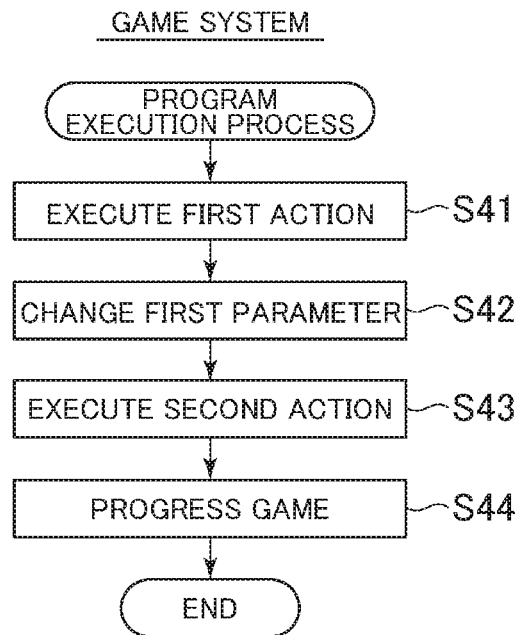 GAME SYSTEM
PROGRAM
EXECUTION PROCESS
EXECUTE FIRST ACTION
S41
CHANGE FIRST PARAMETER
S42
EXECUTE SECOND ACTION
S43
PROGRESS GAME
S44
END